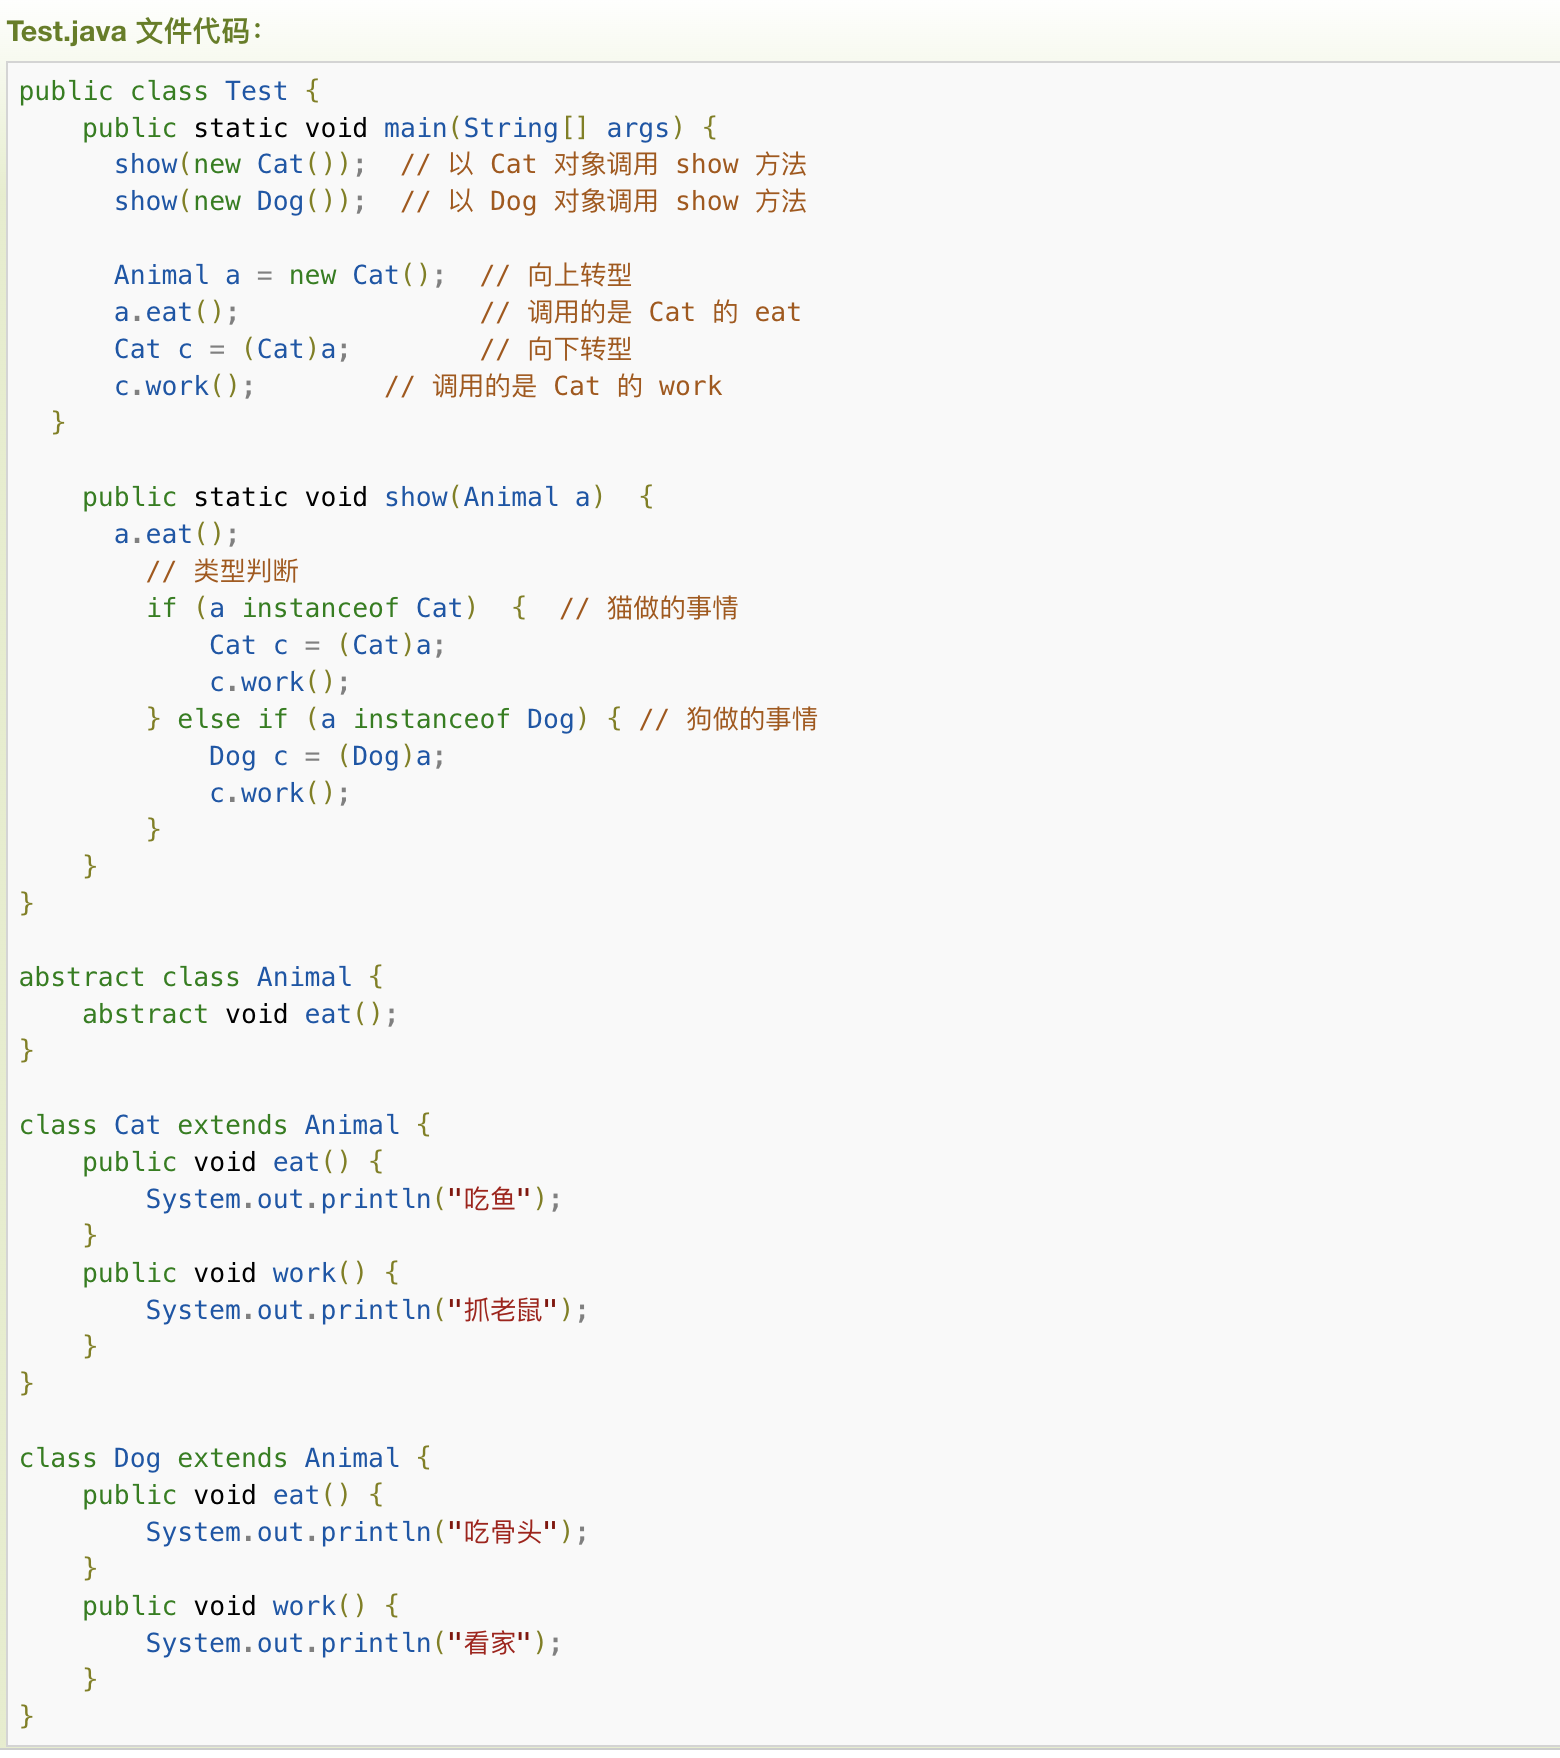 Test.java 文件代码：
public class Test {
    public static void main(String[] args) {
      show(new Cat());  // 以 Cat 对象调用 show 方法
      show(new Dog());  // 以 Dog 对象调用 show 方法

      Animal a = new Cat();  // 向上转型
      a.eat();               // 调用的是 Cat 的 eat
      Cat c = (Cat)a;        // 向下转型
      c.work();        // 调用的是 Cat 的 work
  }

    public static void show(Animal a)  {
      a.eat();
        // 类型判断
        if (a instanceof Cat)  {  // 猫做的事情
            Cat c = (Cat)a;
            c.work();
        } else if (a instanceof Dog) { // 狗做的事情
            Dog c = (Dog)a;
            c.work();
        }
    }
}

abstract class Animal {
    abstract void eat();
}

class Cat extends Animal {
    public void eat() {
        System.out.println("吃鱼");
    }
    public void work() {
        System.out.println("抓老鼠");
    }
}

class Dog extends Animal {
    public void eat() {
        System.out.println("吃骨头");
    }
    public void work() {
        System.out.println("看家");
    }
}